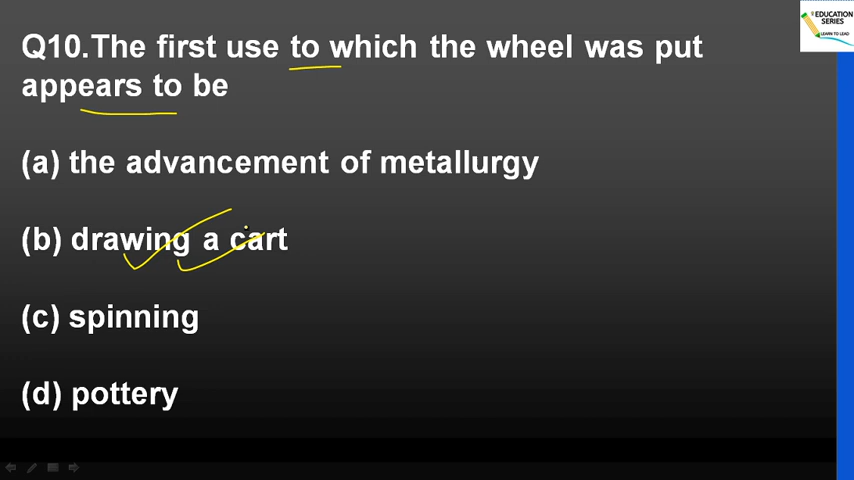 EDUCATION
SERIES
LEARN TO LEAD
Q10.The first use to which the wheel was put
appears to be
(a) the advancement of metallurgy
(b) drawing a cart
(c) spinning
(d) pottery